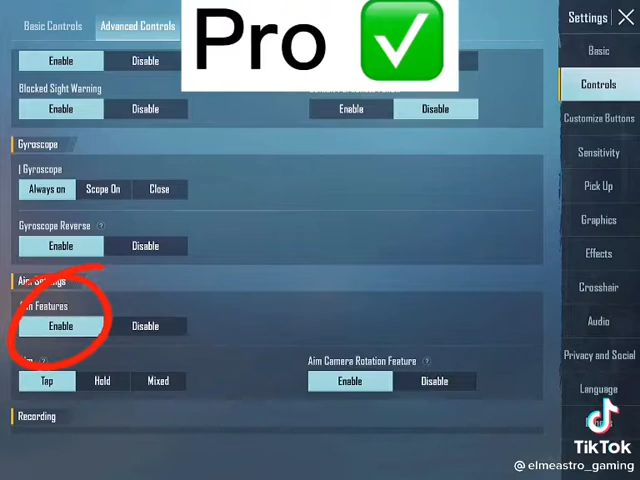 Basic Controls
Advanced Controls
Pro ✅
Settings
Enable Disable
Blocked Sight Warning
Enable Disable
Enable Disable
Gyroscope
| Gyroscope
Always on Scope On Close
Gyroscope Reverse ?
Enable Disable
Aim Settings
Features
Enable Disable
Aim Camera Rotation Feature ?
Tap Hold Mixed
Enable Disable
Recording
Basic
Controls
Customize Buttons
Sensitivity
Pick Up
Graphics
Effects
Crosshair
Audio
Privacy and Social
Language
TikTok
@elmeastro_gaming